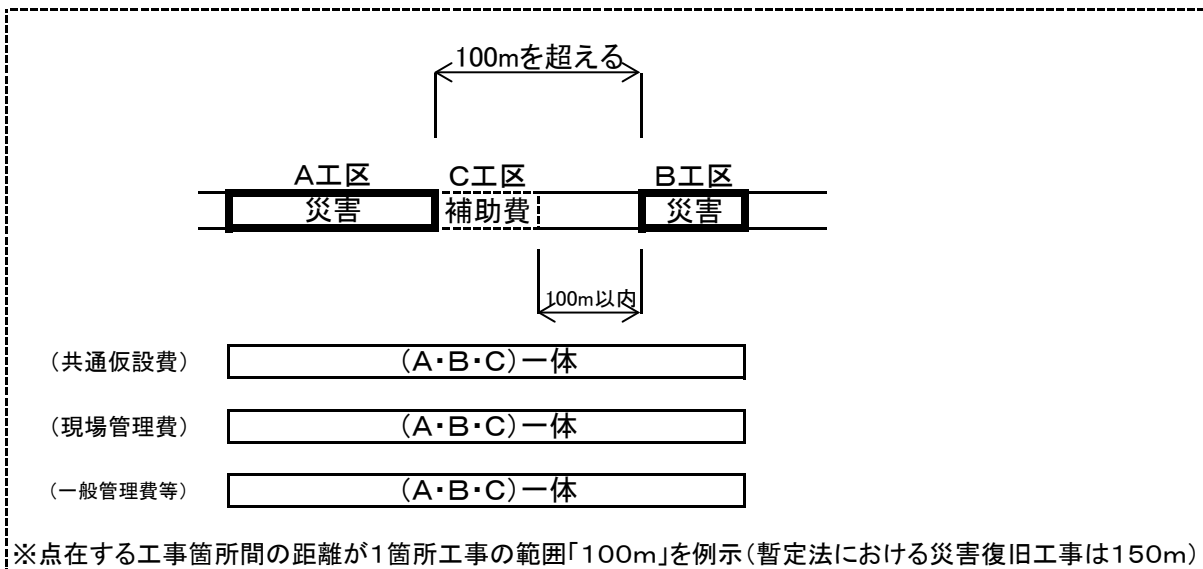 100mを超える
A工区 C工区 B工区
災害 補助費 災害
100m以内
(共通仮設費) (A・B・C)一体
(現場管理費) (A・B・C)一体
(一般管理費等) (A・B・C)一体
※点在する工事箇所間の距離が1箇所工事の範囲「100m」を例示(暫定法における災害復旧工事は150m)